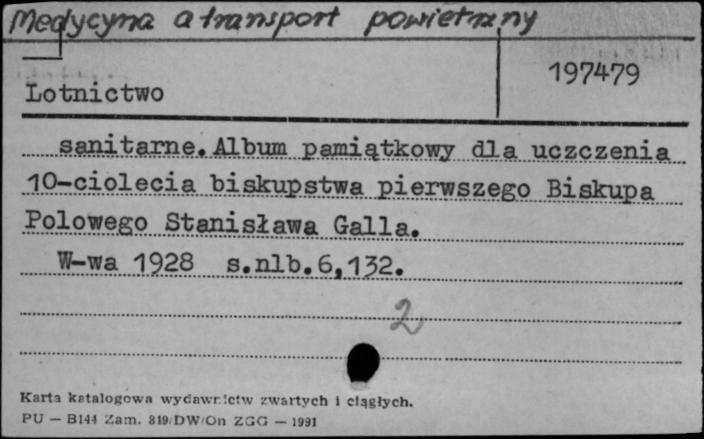 Medycyna a transport powietrzny
197479
Lotnictwo
sanitarne. Album pamiątkowy dla uczczenia
10-ciolecia biskupstwa pierwszego Biskupa
Polowego Stanisława Galla.
W-wa 1928 s.nlb.6,132.
2
Karta katalogowa wydawnictw zwartych i ciągłych.
PU — B144 Zam. 819/DW/On ZGG — 1991